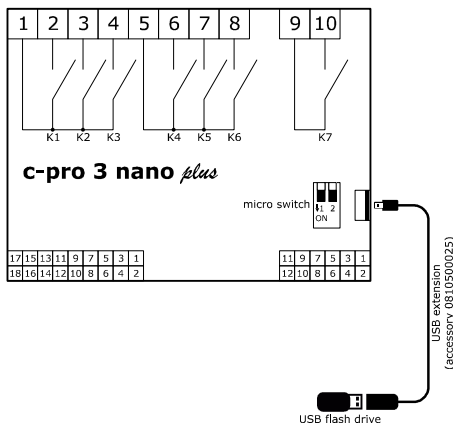 1 2 3 4 5 6 7 8 9 10
K1 K2 K3 K4 K5 K6 K7
c-pro 3 nano plus
micro switch
1 2
ON
17 15 13 11 9 7 5 3 1
18 16 14 12 10 8 6 4 2
11 9 7 5 3 1
12 10 8 6 4 2
USB extension
(accessory 0810500025)
USB flash drive